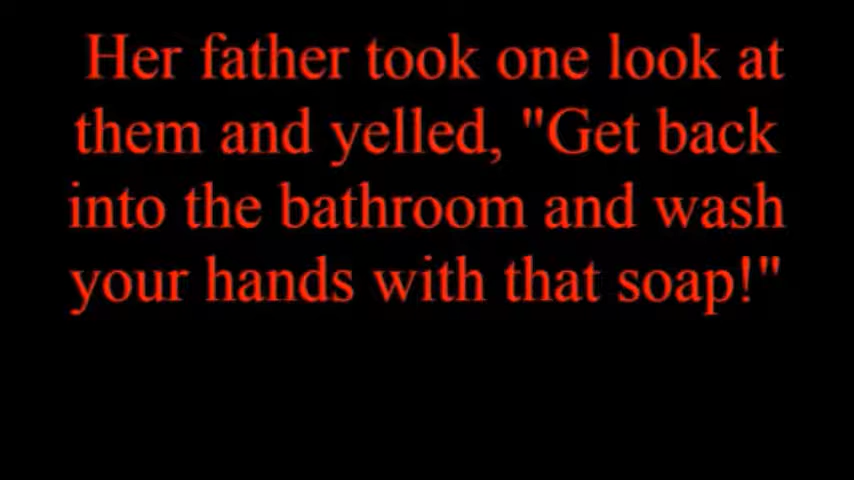 Her father took one look at
them and yelled, "Get back
into the bathroom and wash
your hands with that soap!"